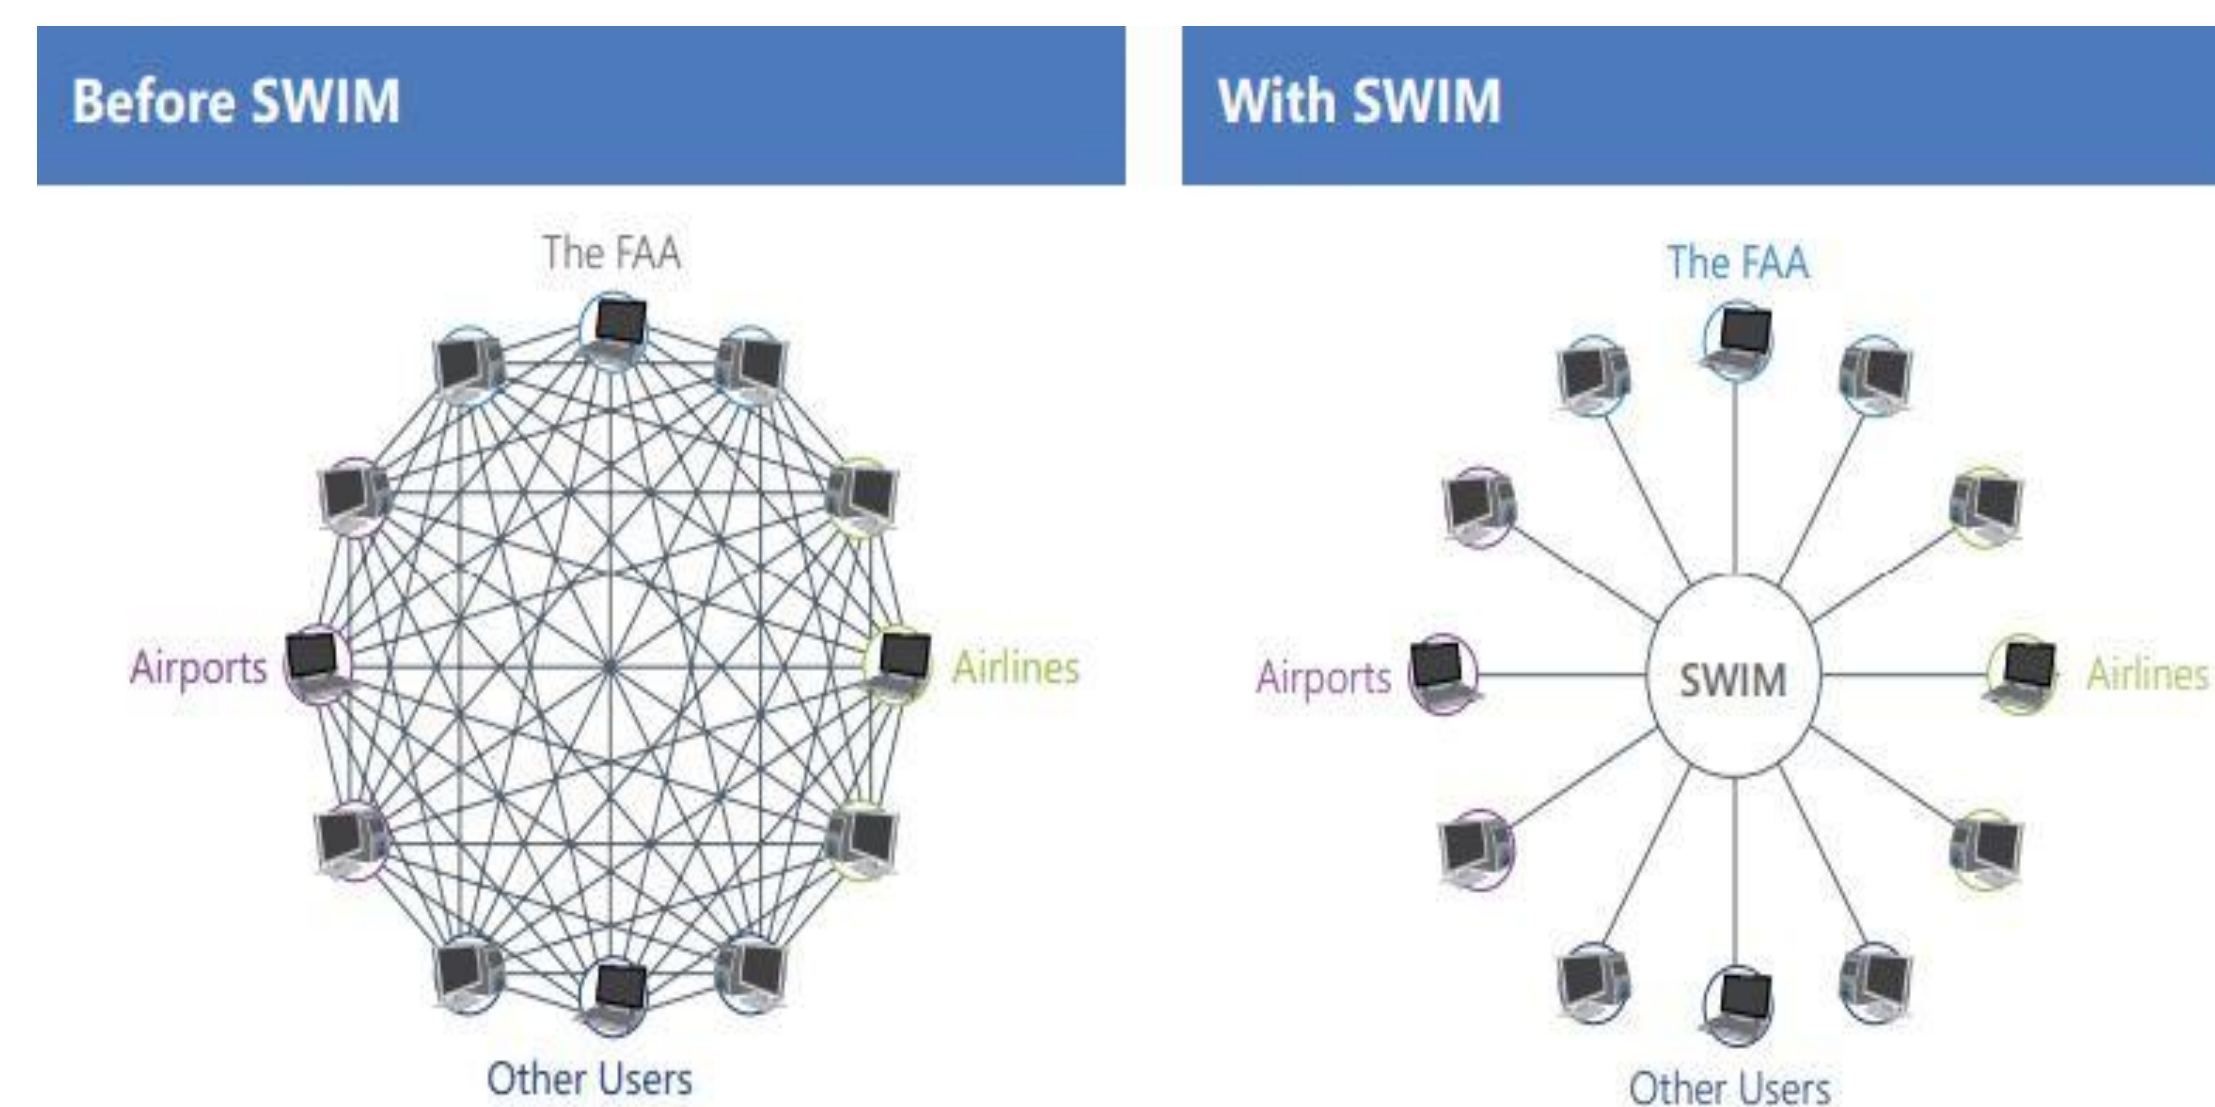 Before SWIM
The FAA
Airports
Airlines
Other Users
With SWIM
The FAA
Airports
SWIM
Airlines
Other Users